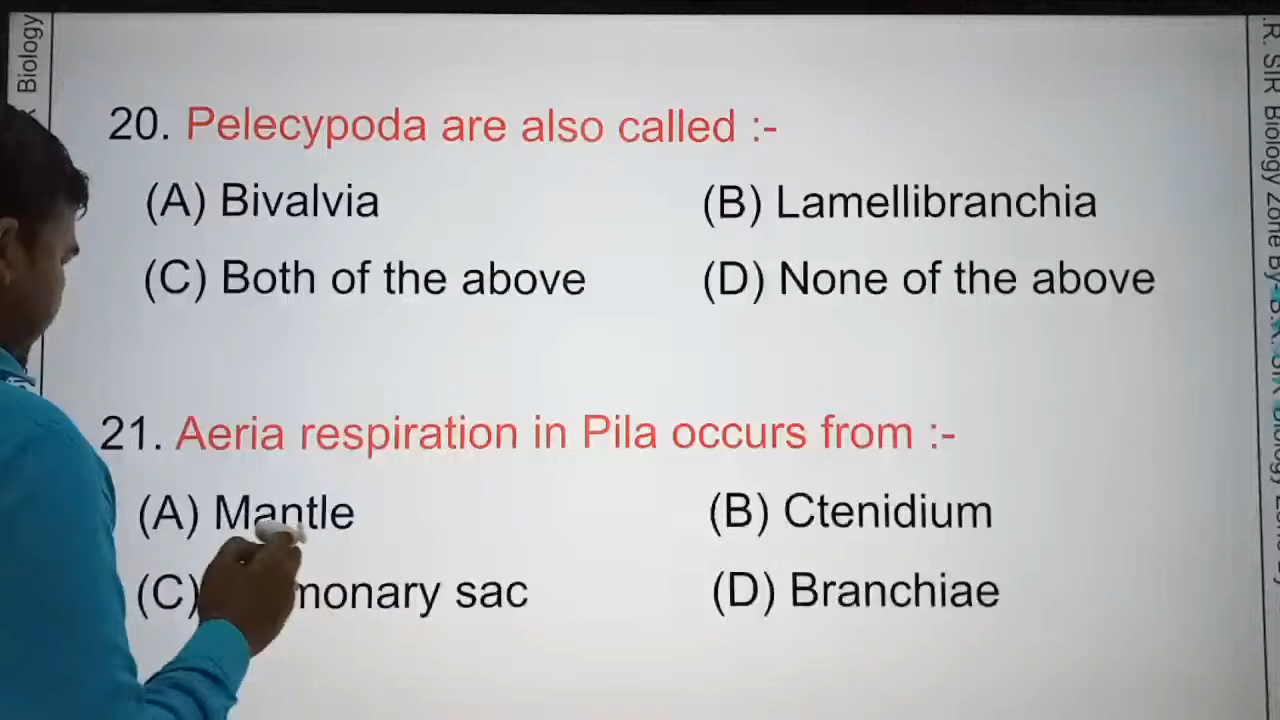 Biology
20. Pelecypoda are also called :-
(A) Bivalvia (B) Lamellibranchia
(C) Both of the above (D) None of the above
21. Aeria respiration in Pila occurs from :-
(A) Mantle (B) Ctenidium
(C) monary sac (D) Branchiae
.R. SIR Biology Zone By-